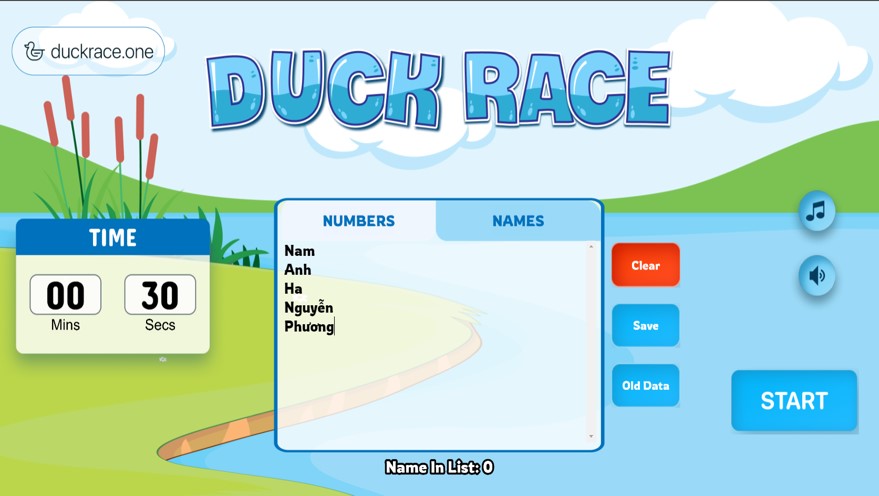 duckrace.one
DUCK RACE
TIME
00 30
Mins Secs
NUMBERS NAMES
Nam
Anh
Ha
Nguyễn
Phương
Clear
Save
Old Data
START
Name In List: 0